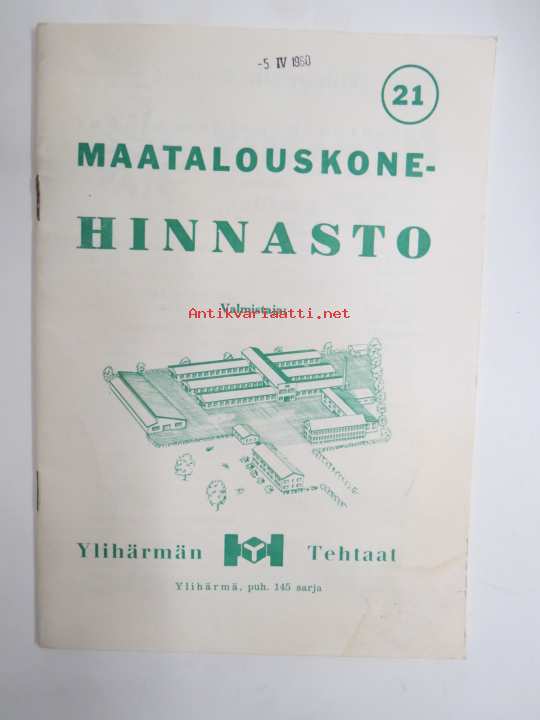 -5 IV 1960
21
MAATALOUSKONE-
HINNASTO
Valmistaja:
Antikvariaatti.net
Ylihärmän Tehtaat
Ylihärmä, puh. 145 sarja